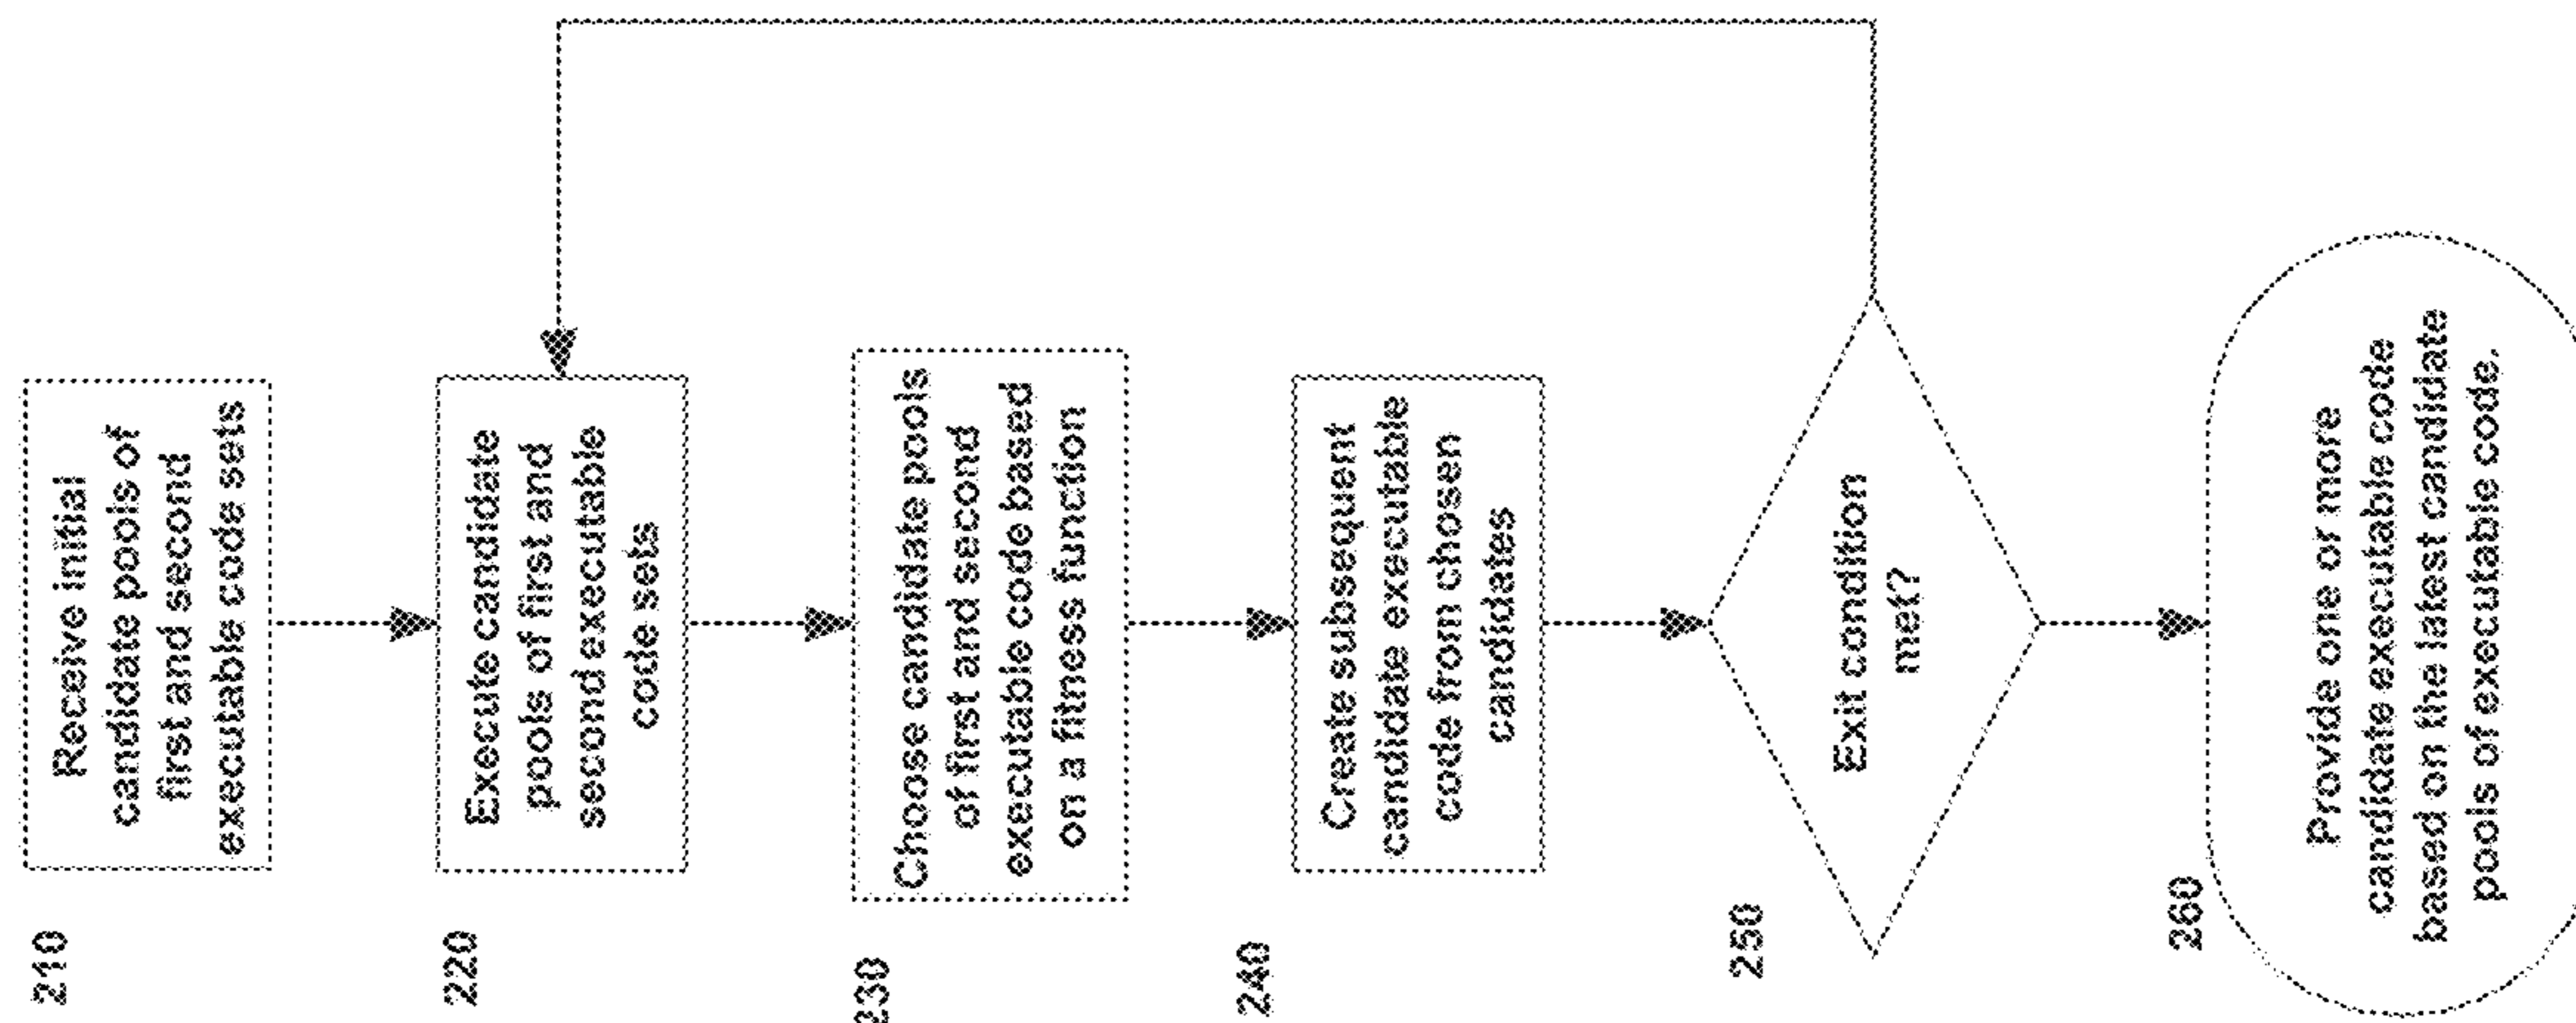 210
Receive initial
candidate pools of
first and second
executable code sets
220
Execute candidate
pools of first and
second executable
code sets
230
Choose candidate pools
of first and second
executable code based
on a fitness function
240
Create subsequent
candidate executable
code from chosen
candidates
250
Exit condition
met?
260
Provide one or more
candidate executable code
based on the latest candidate
pools of executable code.